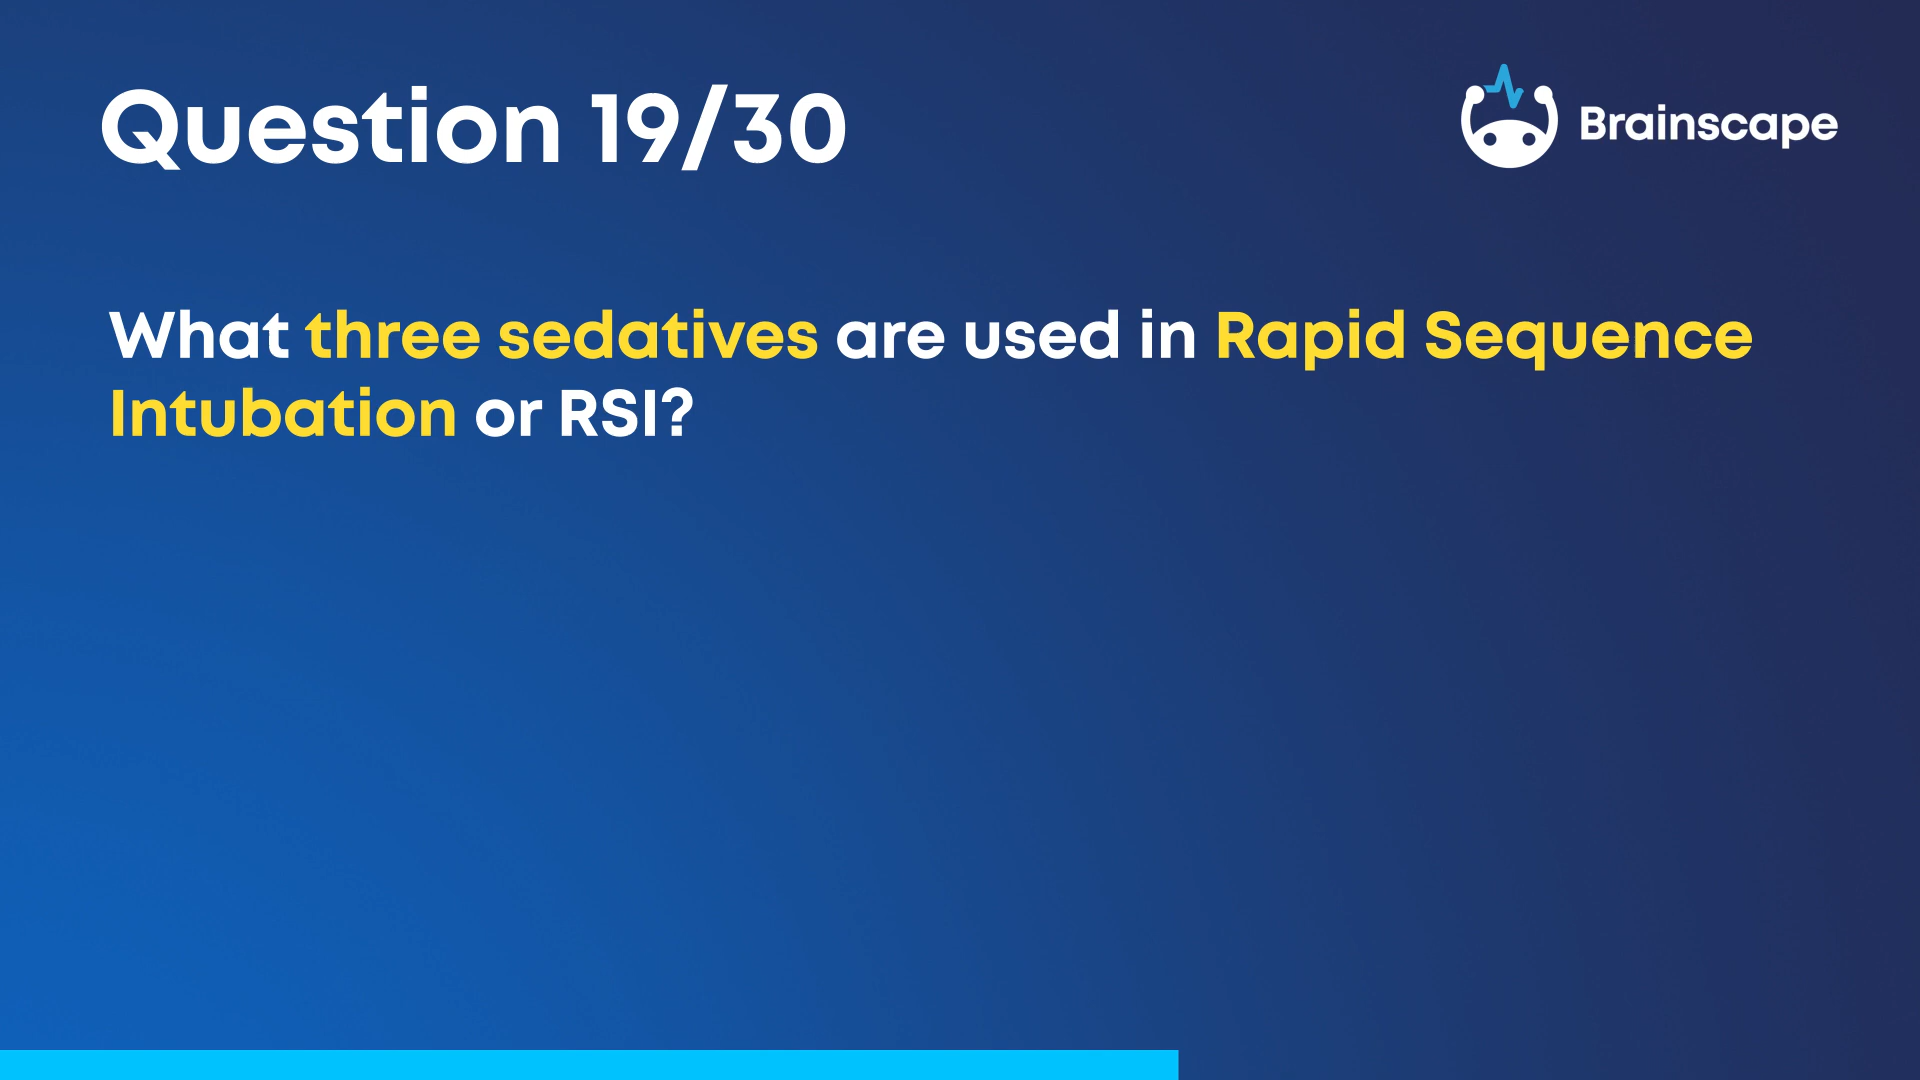 Question 19/30
Brainscape
What three sedatives are used in Rapid Sequence
Intubation or RSI?